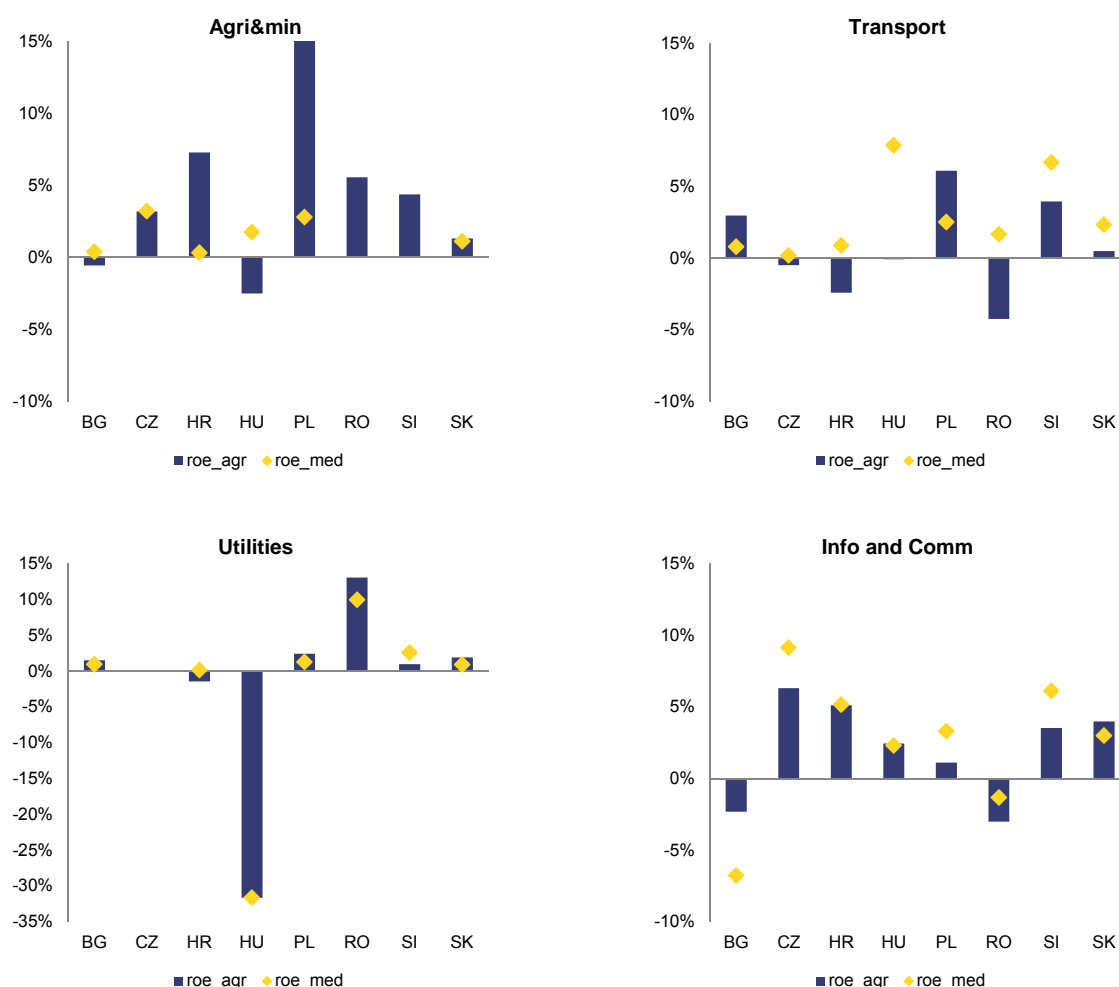 Agri&min
15%
10%
5%
0%
-5%
-10%
BG CZ HR HU PL RO SI SK
roe_agr roe_med
Transport
15%
10%
5%
0%
-5%
-10%
BG CZ HR HU PL RO SI SK
roe_agr roe_med
Utilities
15%
10%
5%
0%
-5%
-10%
-15%
-20%
-25%
-30%
-35%
BG CZ HR HU PL RO SI SK
roe_agr roe_med
Info and Comm
15%
10%
5%
0%
-5%
-10%
BG CZ HR HU PL RO SI SK
roe_agr roe_med